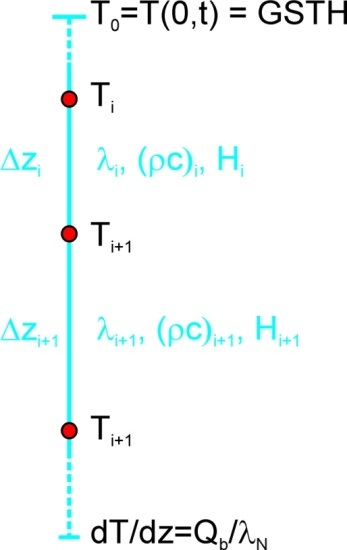 T₀=T(0,t) = GSTH
Tᵢ
Δzᵢ λᵢ, (ρc)ᵢ, Hᵢ
Tᵢ₊₁
Δzᵢ₊₁ λᵢ₊₁, (ρc)ᵢ₊₁, Hᵢ₊₁
Tᵢ₊₁
dT/dz=Q_b/λ_N